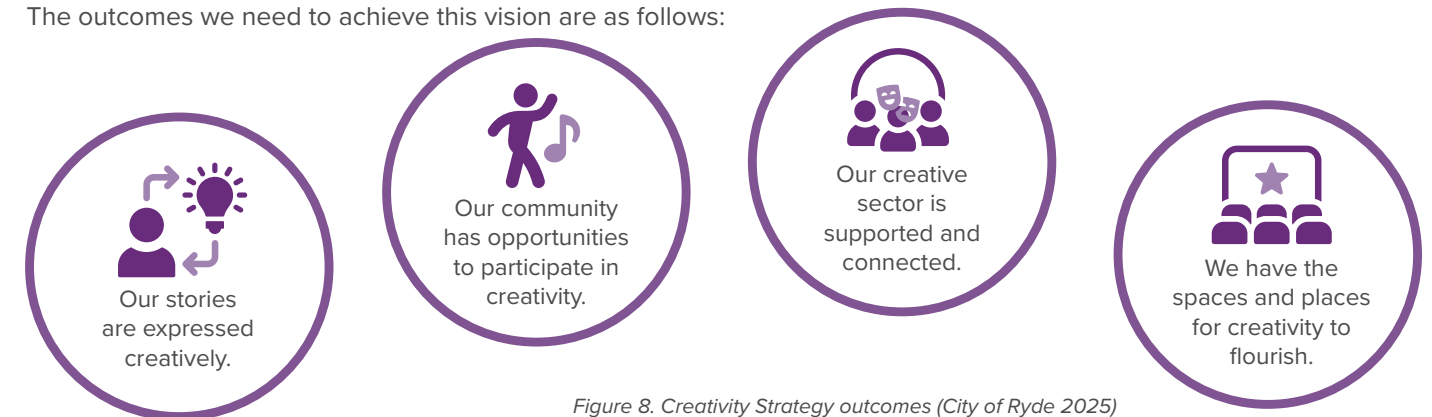 The outcomes we need to achieve this vision are as follows:
Our stories
are expressed
creatively.
Our community
has opportunities
to participate in
creativity.
Our creative
sector is
supported and
connected.
We have the
spaces and places
for creativity to
flourish.
Figure 8. Creativity Strategy outcomes (City of Ryde 2025)